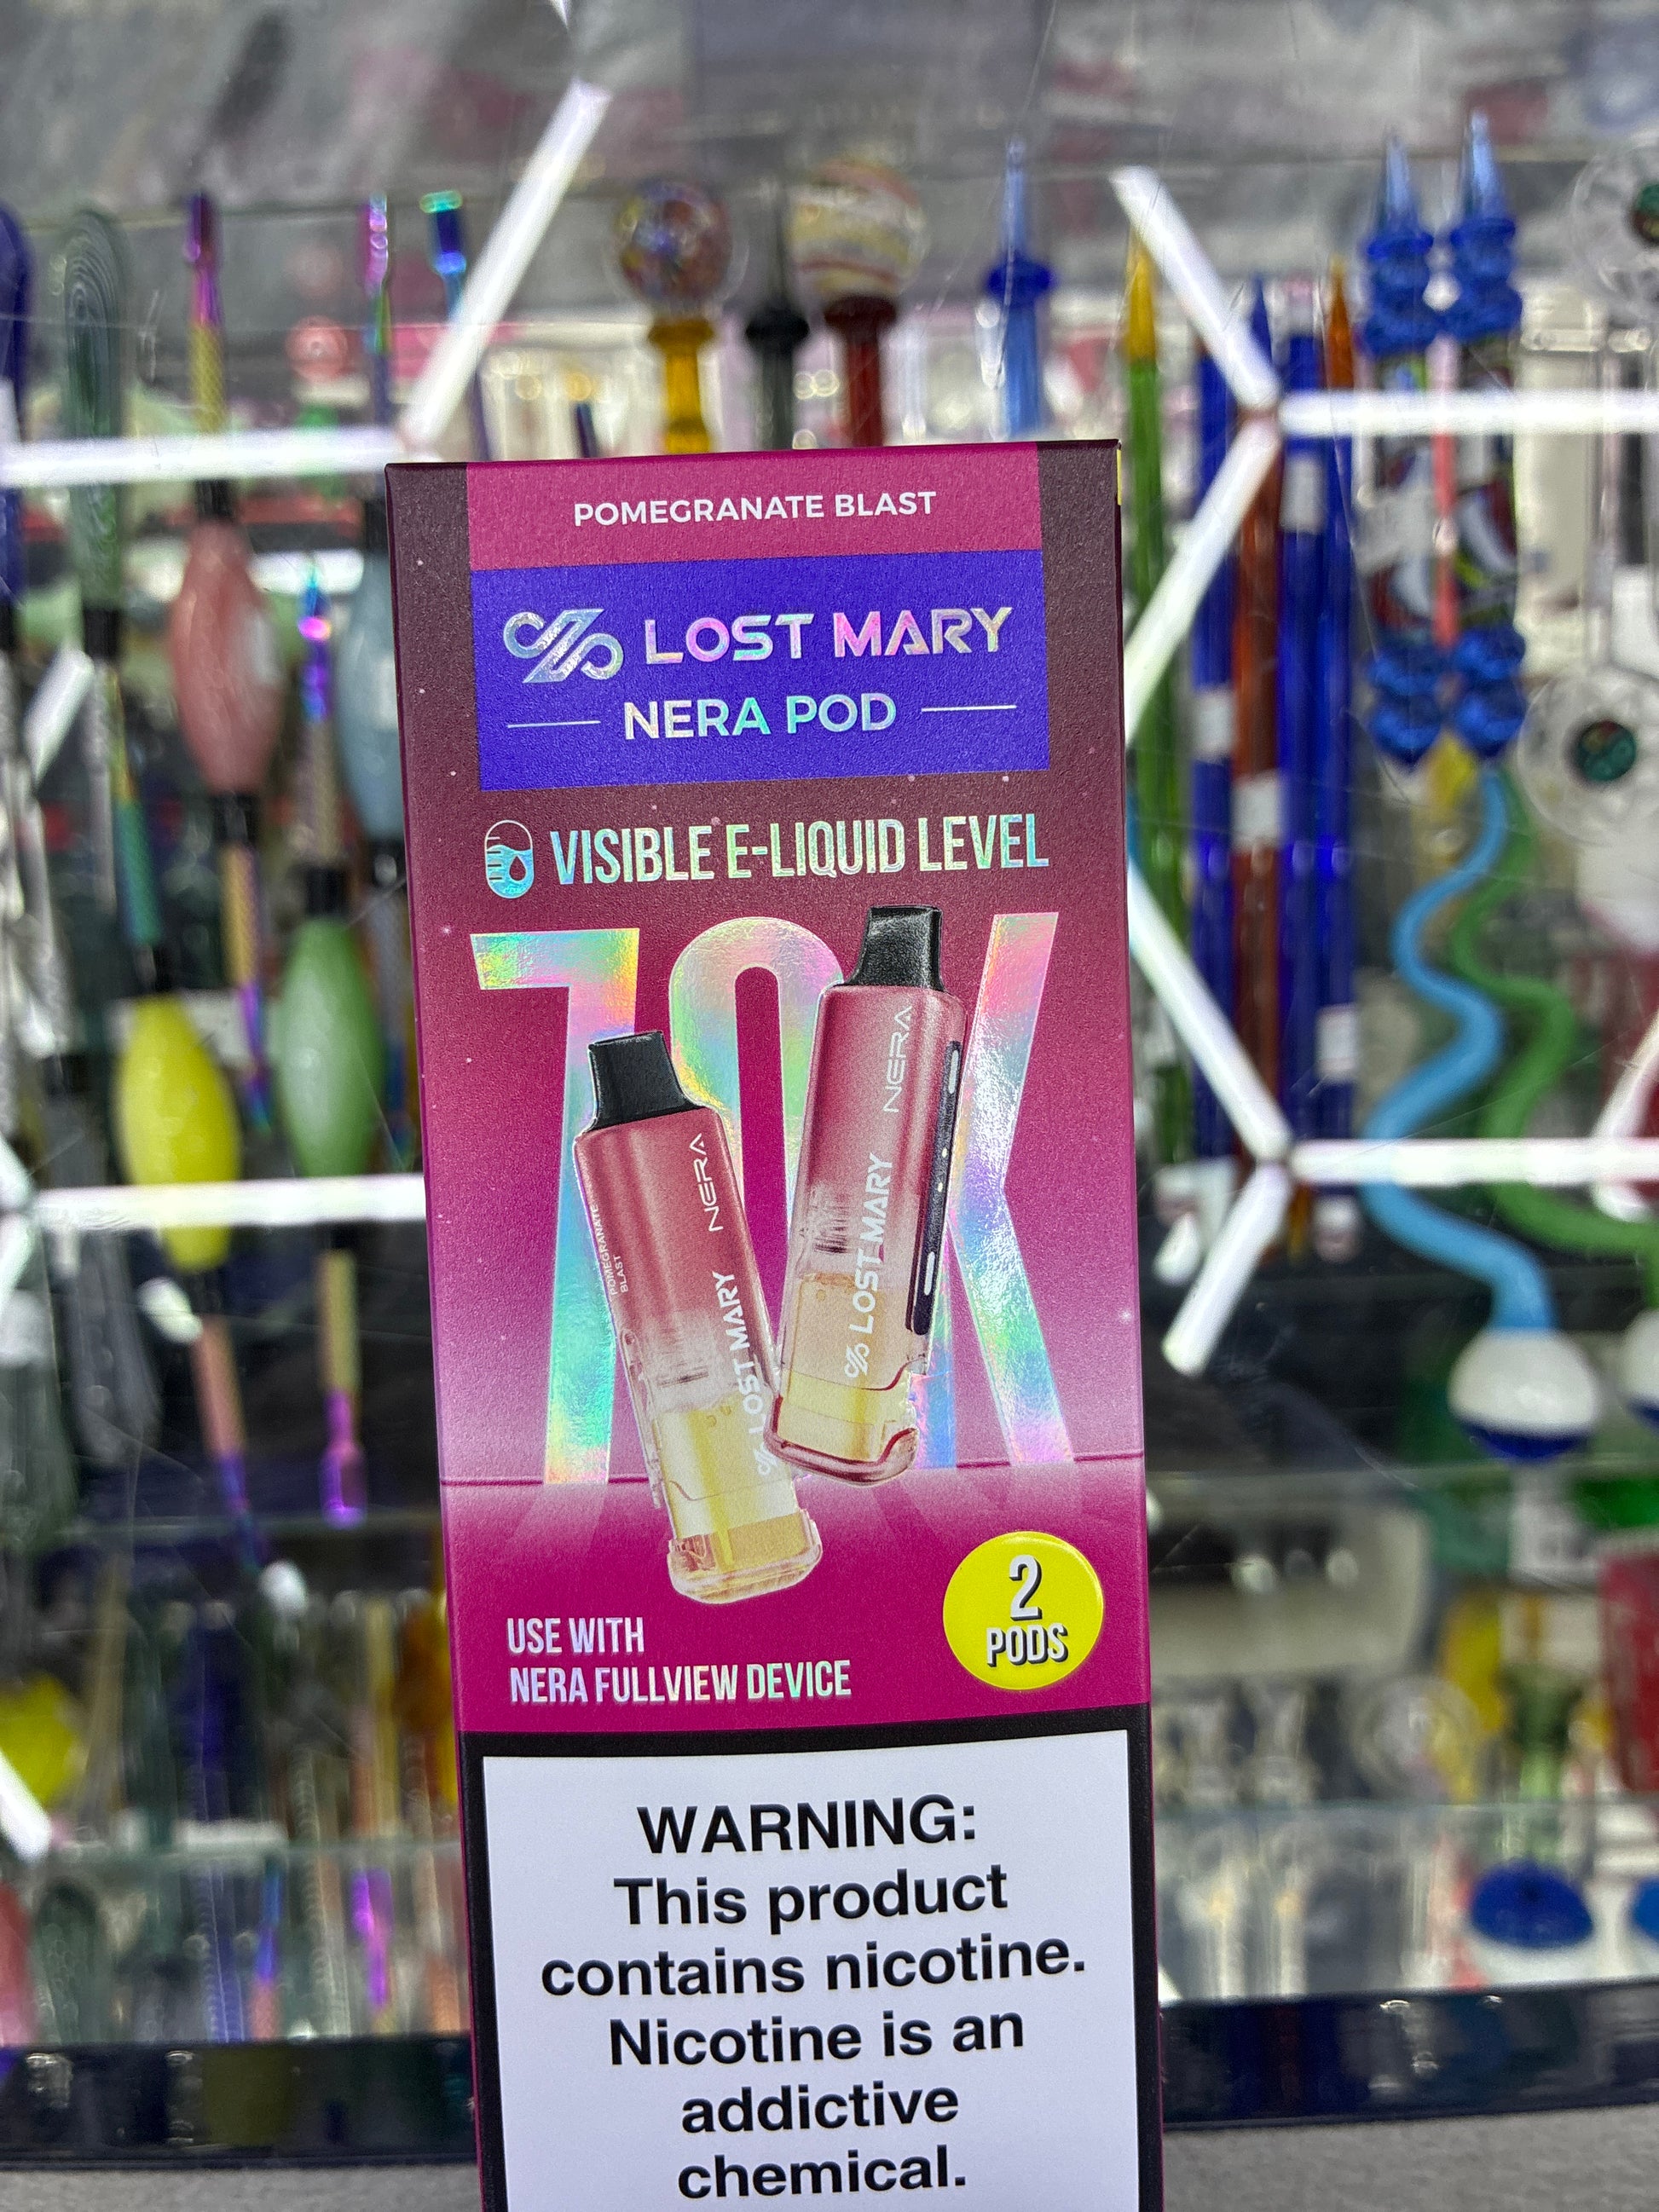 POMEGRANATE BLAST
LOST MARY
NERA POD
VISIBLE E-LIQUID LEVEL
70K
NERA
LOST MARY
POMEGRANATE
BLAST
NERA
LOST MARY
USE WITH
NERA FULLVIEW DEVICE
2
PODS
WARNING:
This product
contains nicotine.
Nicotine is an
addictive
chemical.